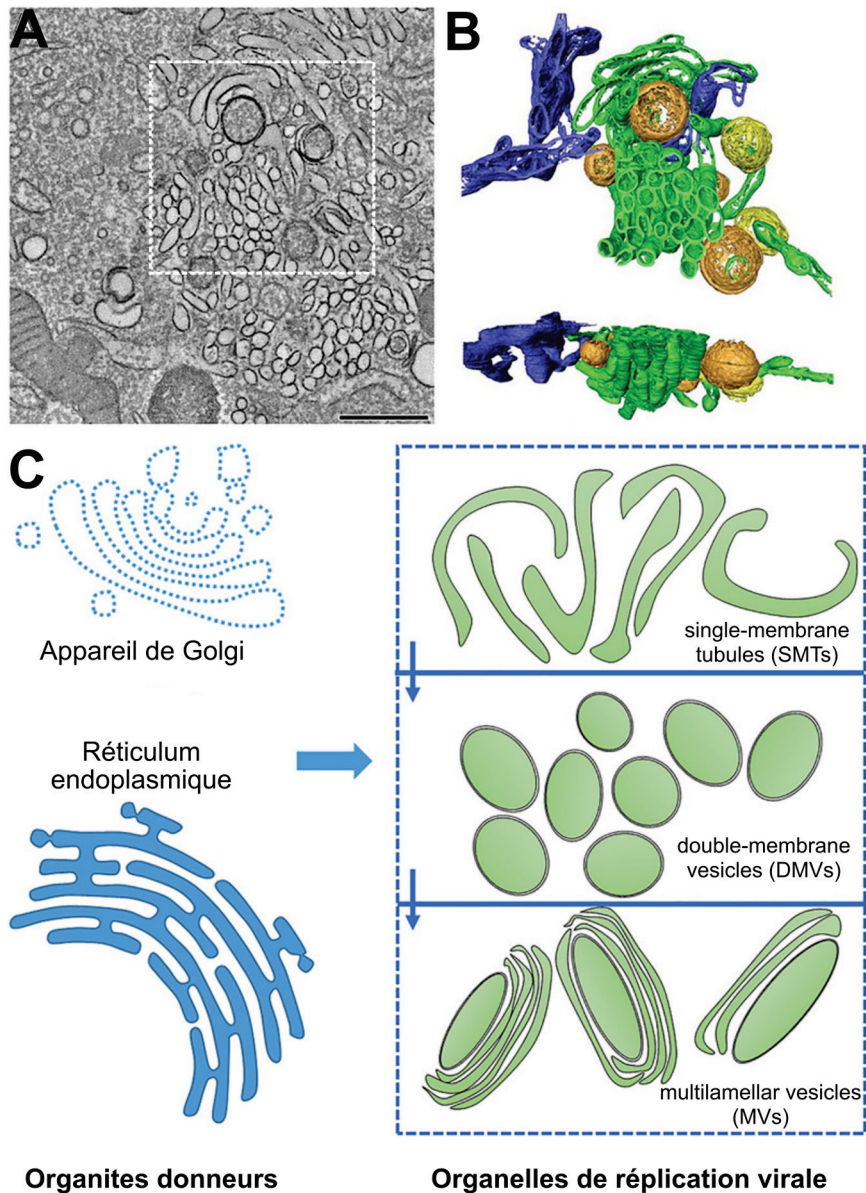 A
B
C
Appareil de Golgi
Réticulum
endoplasmique
single-membrane
tubules (SMTs)
double-membrane
vesicles (DMVs)
multilamellar vesicles
(MVs)
Organites donneurs
Organelles de réplication virale